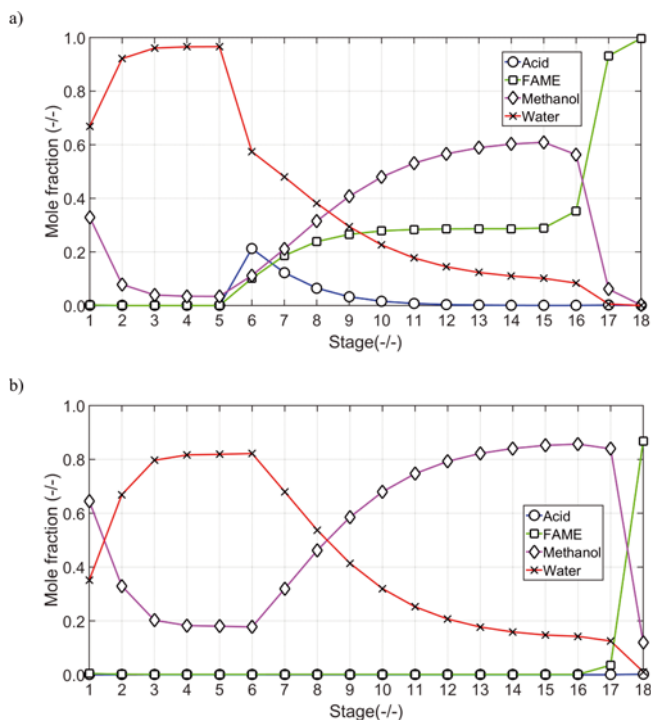 a)
1.0
0.8
0.6
0.4
0.2
0.0
Mole fraction (-/-)
Acid
FAME
Methanol
Water
1 2 3 4 5 6 7 8 9 10 11 12 13 14 15 16 17 18
Stage(-/-)
b)
1.0
0.8
0.6
0.4
0.2
0.0
Mole fraction (-/-)
Acid
FAME
Methanol
Water
1 2 3 4 5 6 7 8 9 10 11 12 13 14 15 16 17 18
Stage(-/-)